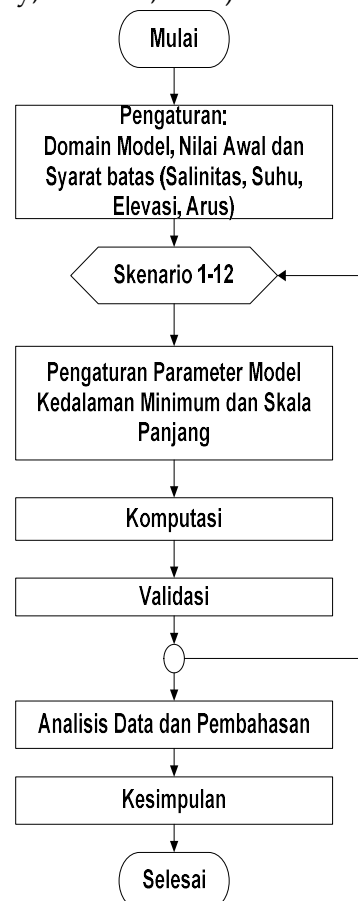 Mulai
Pengaturan:
Domain Model, Nilai Awal dan
Syarat batas (Salinitas, Suhu,
Elevasi, Arus)
Skenario 1-12
Pengaturan Parameter Model
Kedalaman Minimum dan Skala
Panjang
Komputasi
Validasi
Analisis Data dan Pembahasan
Kesimpulan
Selesai